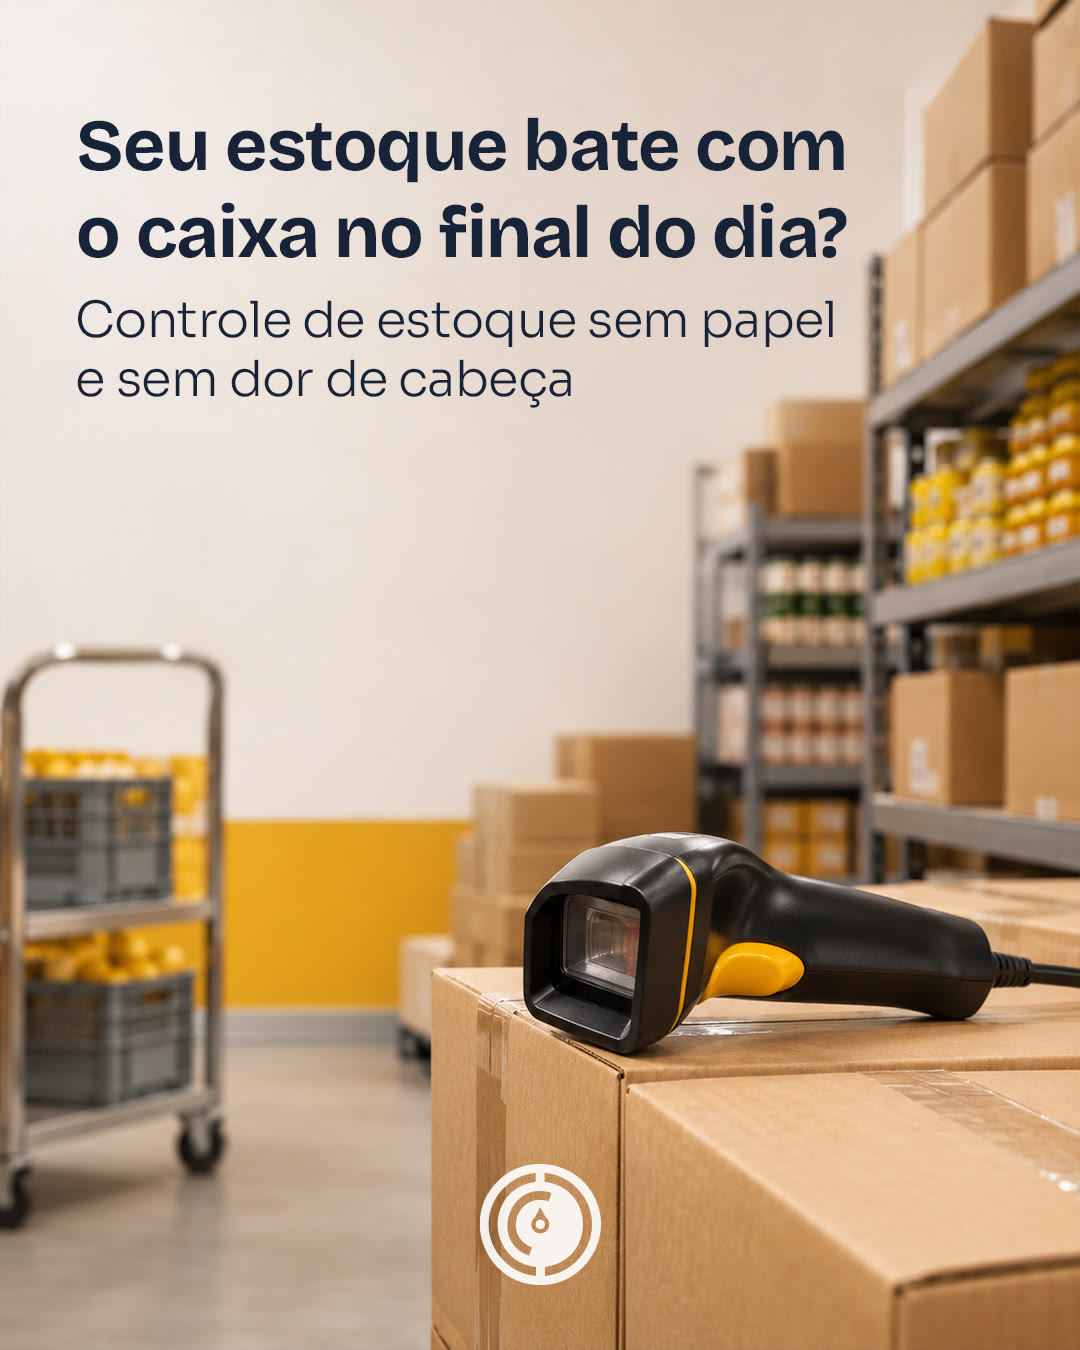 Seu estoque bate com
o caixa no final do dia?
Controle de estoque sem papel
e sem dor de cabeça